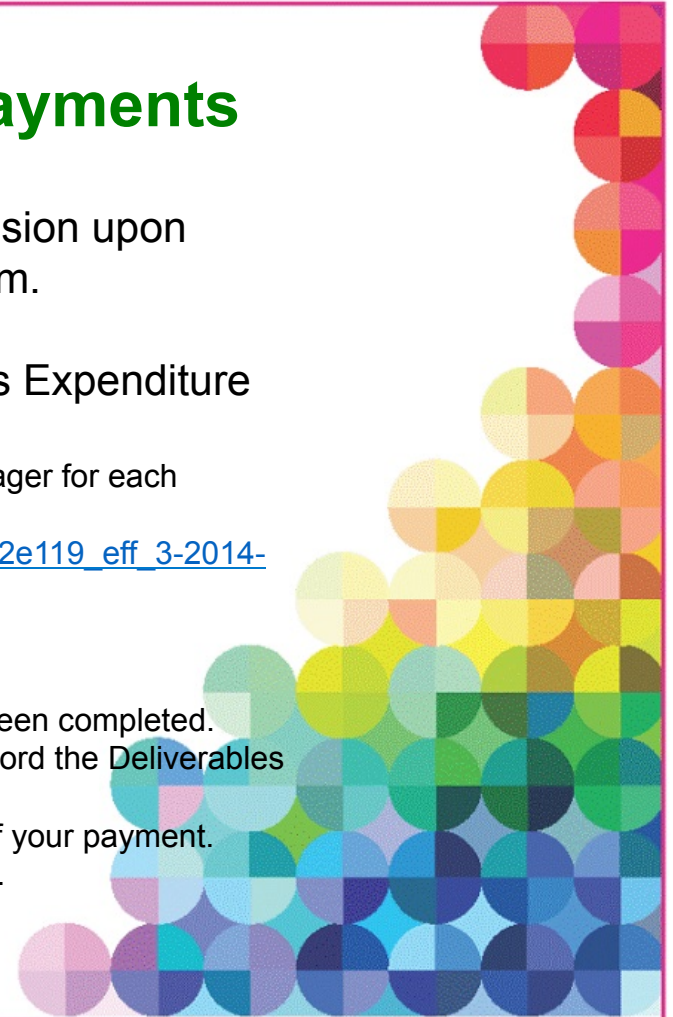 ayments
sion upon
m.
s Expenditure
ager for each
2e119_eff_3-2014-
een completed.
ord the Deliverables
f your payment.
.